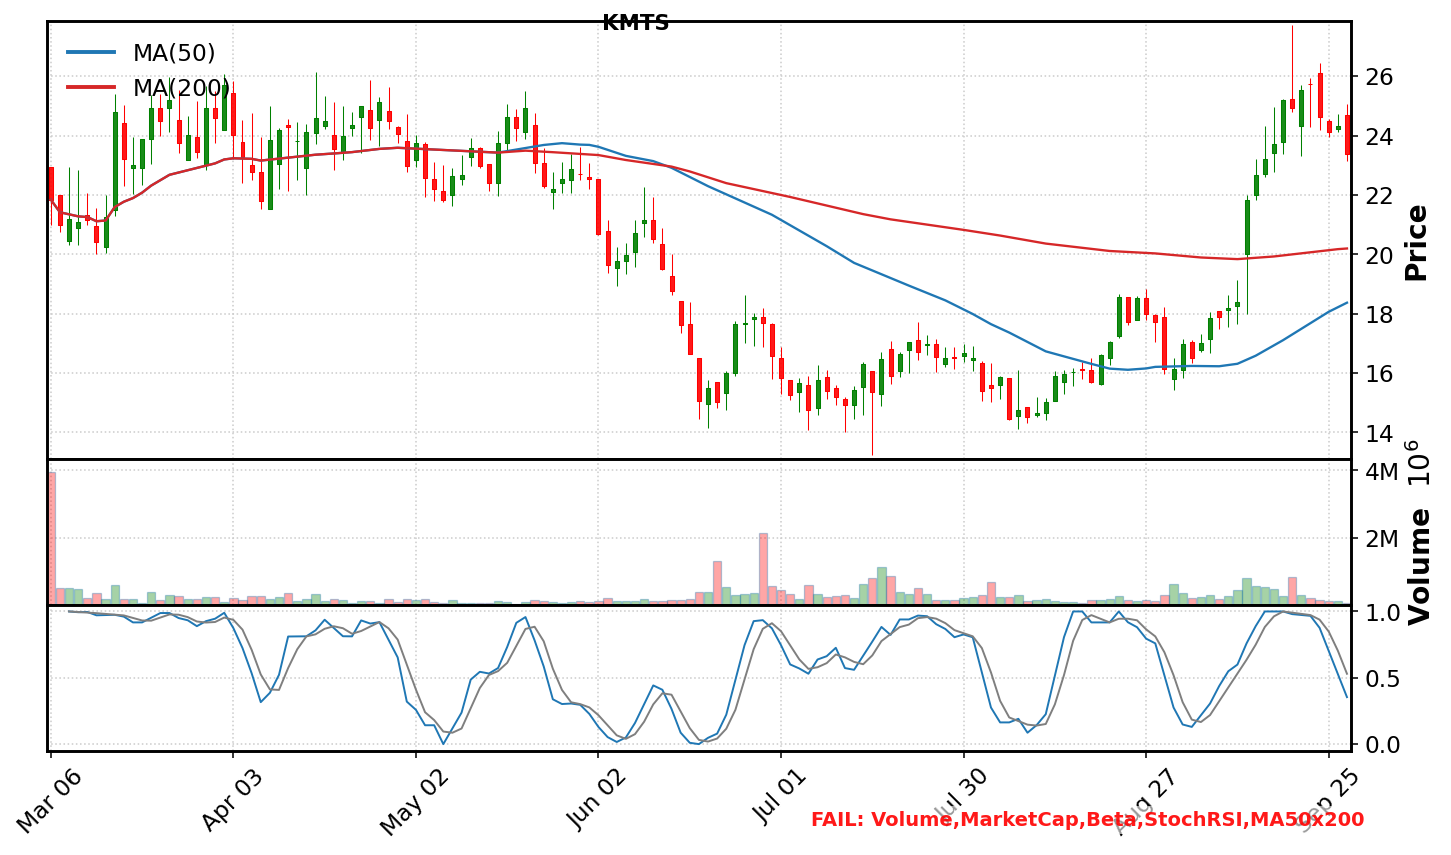 KMTS
MA(50)
MA(200)
26
24
22
20
18
16
14
Price
4M
2M
Volume 10⁶
1.0
0.5
0.0
Mar 06
Apr 03
May 02
Jun 02
Jul 01
Jul 30
Aug 27
Sep 25
FAIL: Volume,MarketCap,Beta,StochRSI,MA50x200